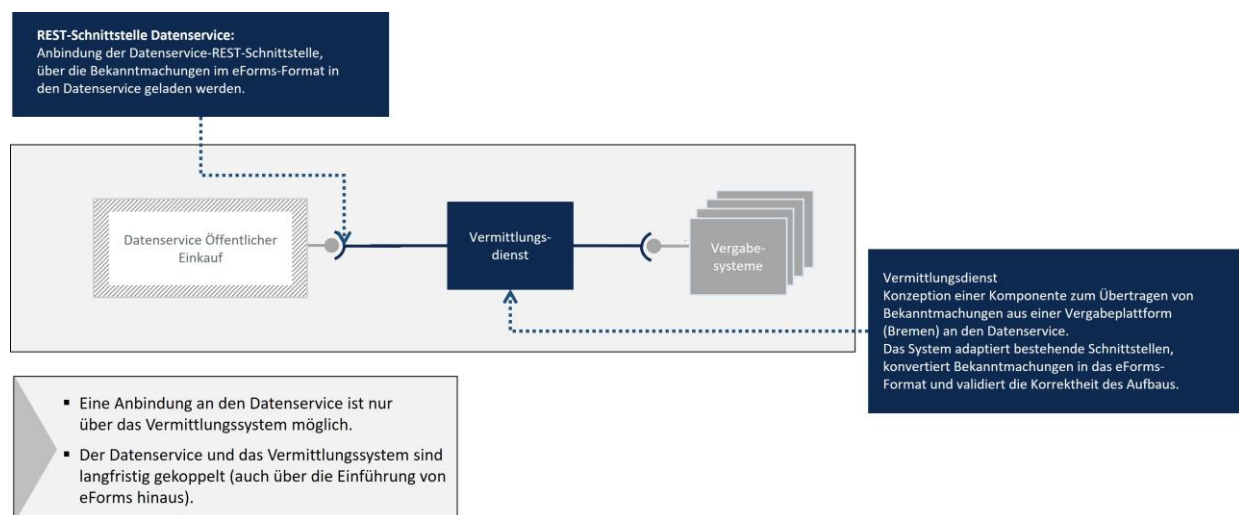 REST-Schnittstelle Datenservice:
Anbindung der Datenservice-REST-Schnittstelle,
über die Bekanntmachungen im eForms-Format in
den Datenservice geladen werden.
Datenservice Öffentlicher
Einkauf
Vermittlungs-
dienst
Vergabe-
systeme
Vermittlungsdienst
Konzeption einer Komponente zum Übertragen von
Bekanntmachungen aus einer Vergabeplattform
(Bremen) an den Datenservice.
Das System adaptiert bestehende Schnittstellen,
konvertiert Bekanntmachungen in das eForms-
Format und validiert die Korrektheit des Aufbaus.
▪ Eine Anbindung an den Datenservice ist nur
über das Vermittlungssystem möglich.
▪ Der Datenservice und das Vermittlungssystem sind
langfristig gekoppelt (auch über die Einführung von
eForms hinaus).